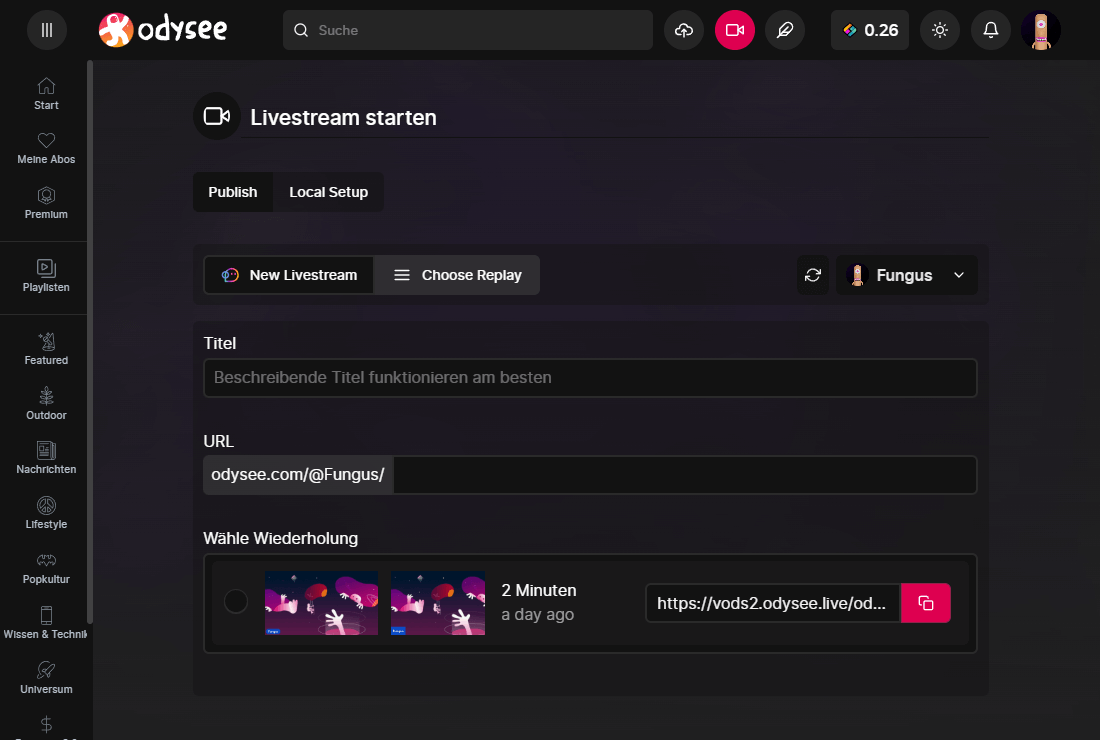 odysee
Suche
0.26
Start
Meine Abos
Premium
Playlisten
Featured
Outdoor
Nachrichten
Lifestyle
Popkultur
Wissen & Technik
Universum
Livestream starten
Publish
Local Setup
New Livestream
Choose Replay
Fungus
Titel
Beschreibende Titel funktionieren am besten
URL
odysee.com/@Fungus/
Wähle Wiederholung
2 Minuten
a day ago
https://vods2.odysee.live/od...